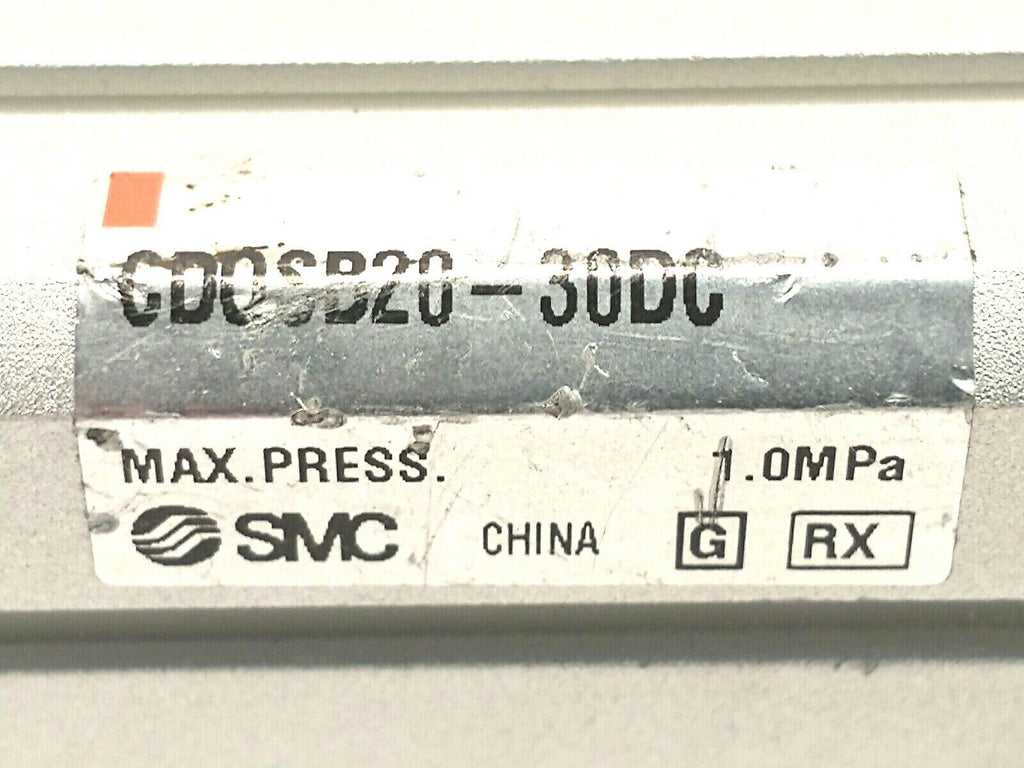 CDQSB20-30DC
MAX.PRESS. 1.0MPa
SMC CHINA G RX